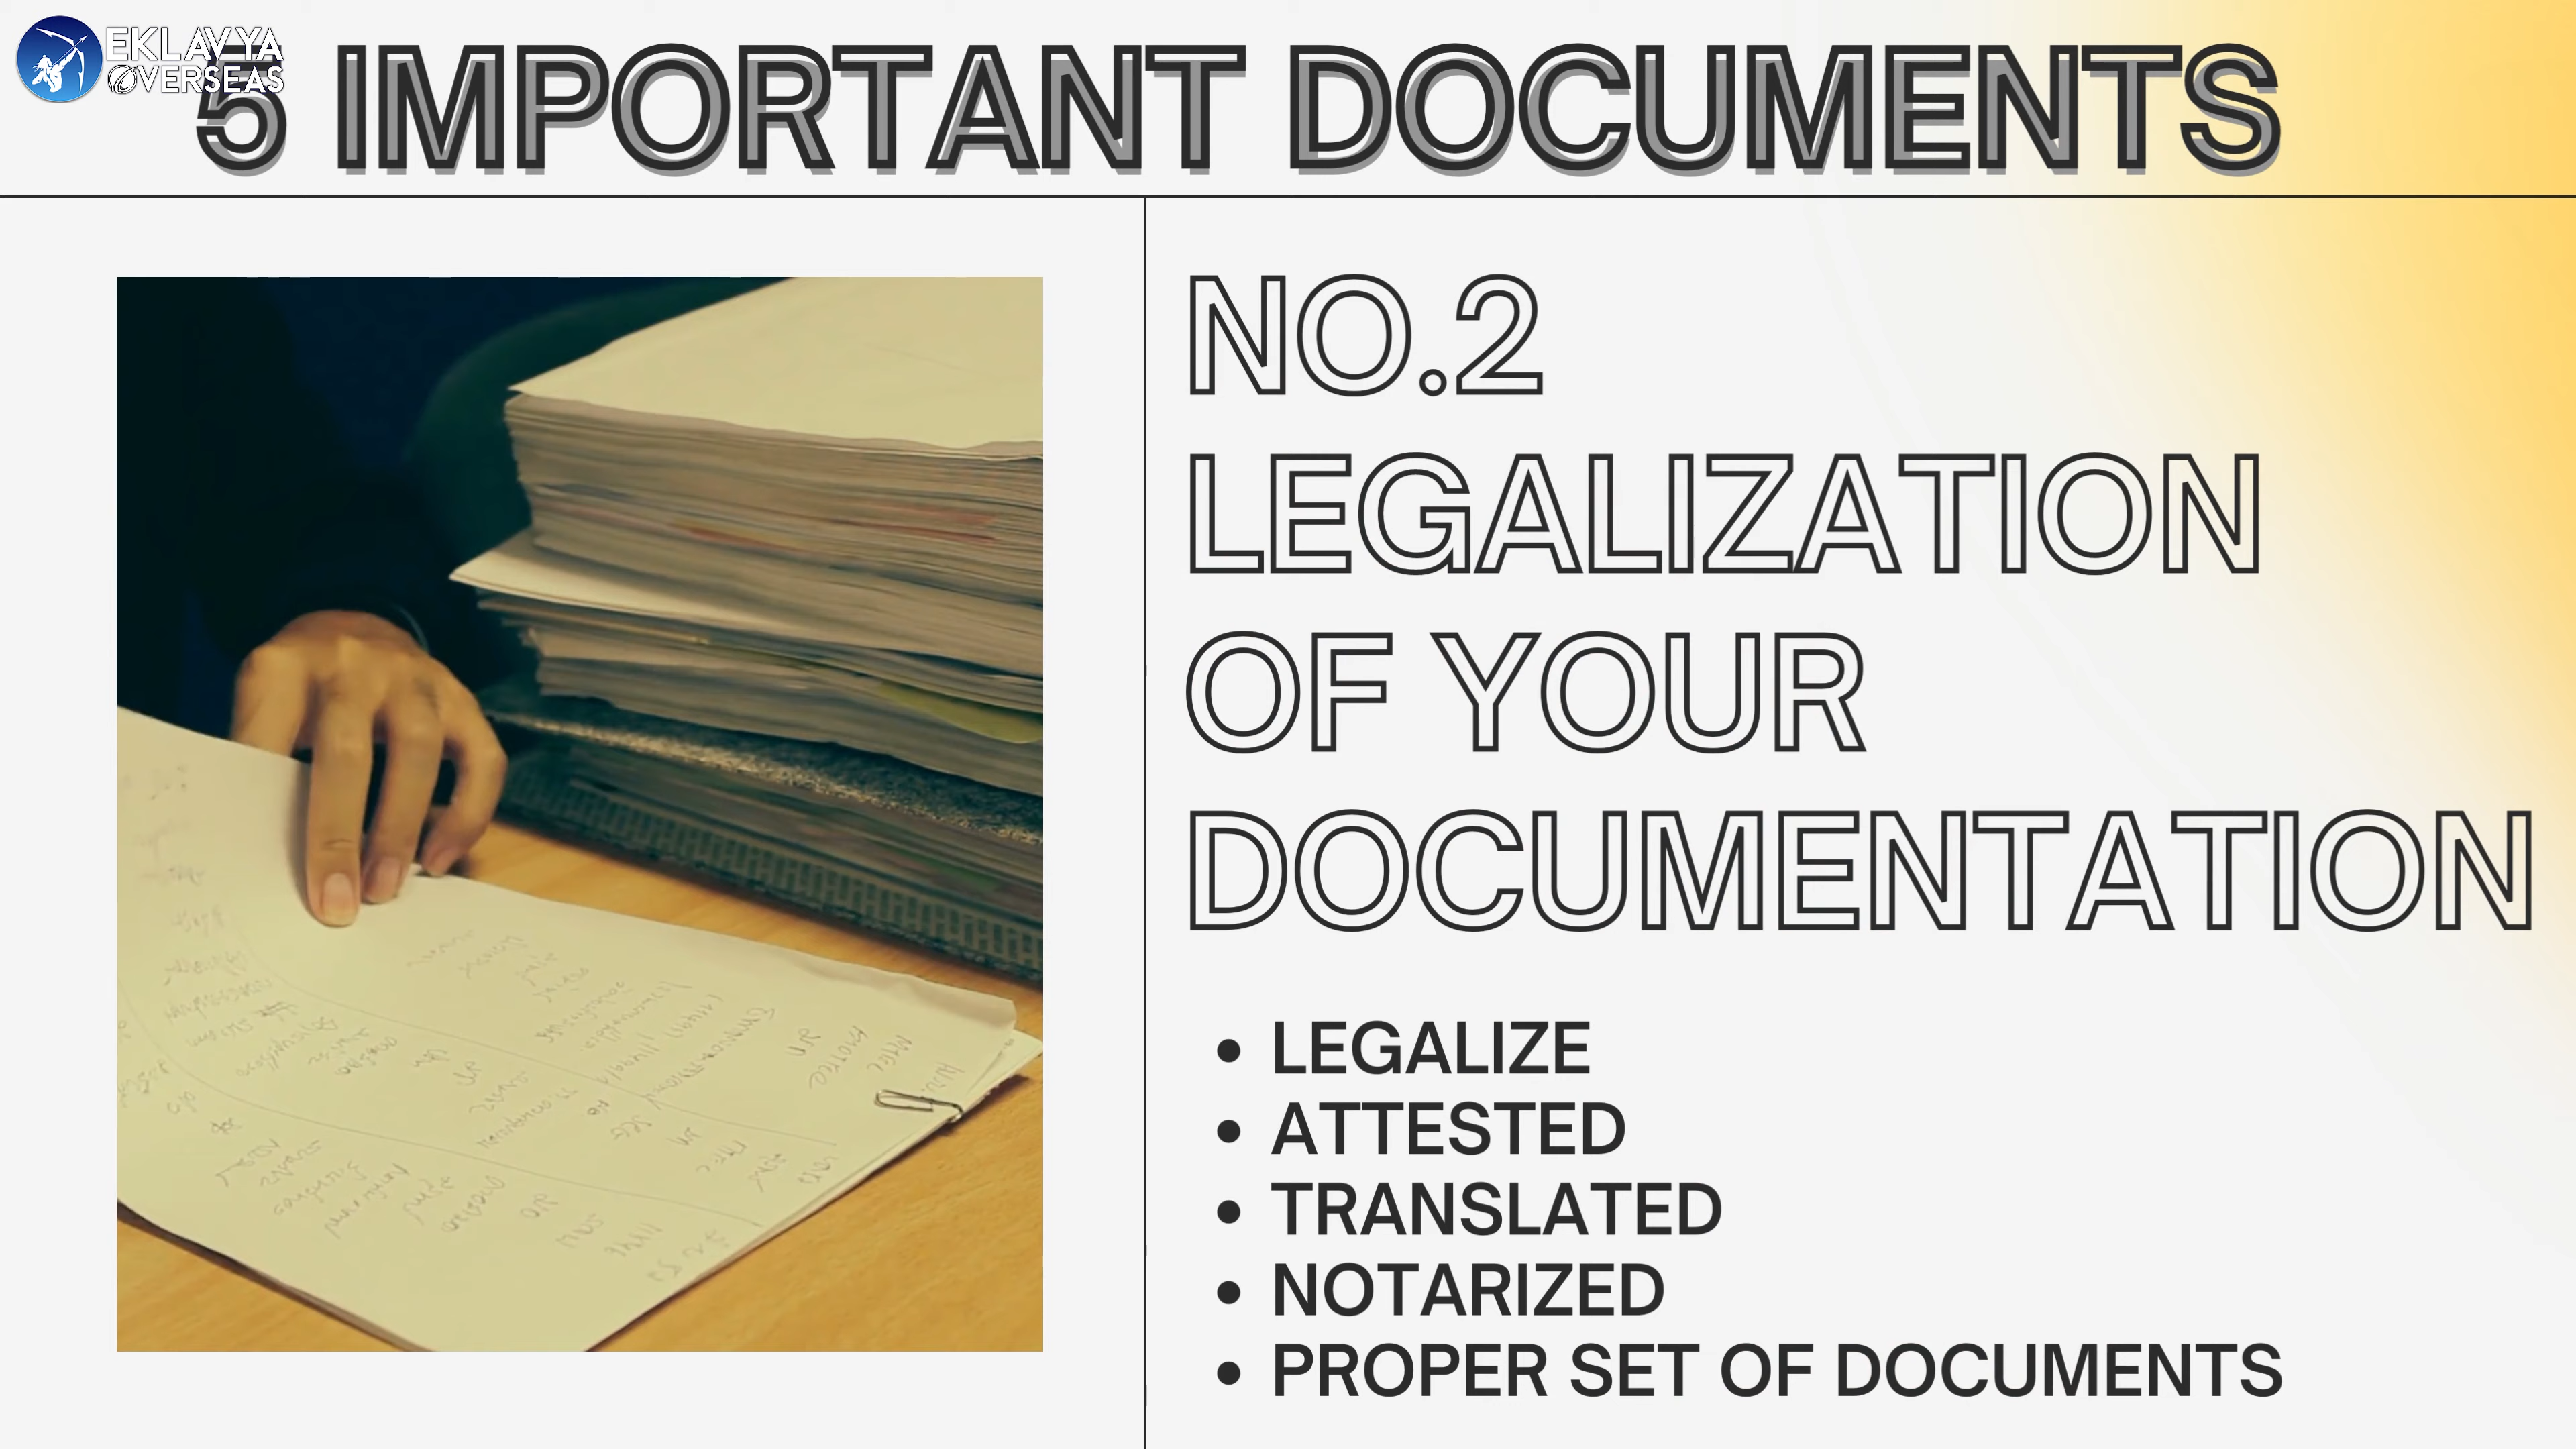 EKLAVYA
OVERSEAS
5 IMPORTANT DOCUMENTS
NO.2
LEGALIZATION
OF YOUR
DOCUMENTATION
• LEGALIZE
• ATTESTED
• TRANSLATED
• NOTARIZED
• PROPER SET OF DOCUMENTS